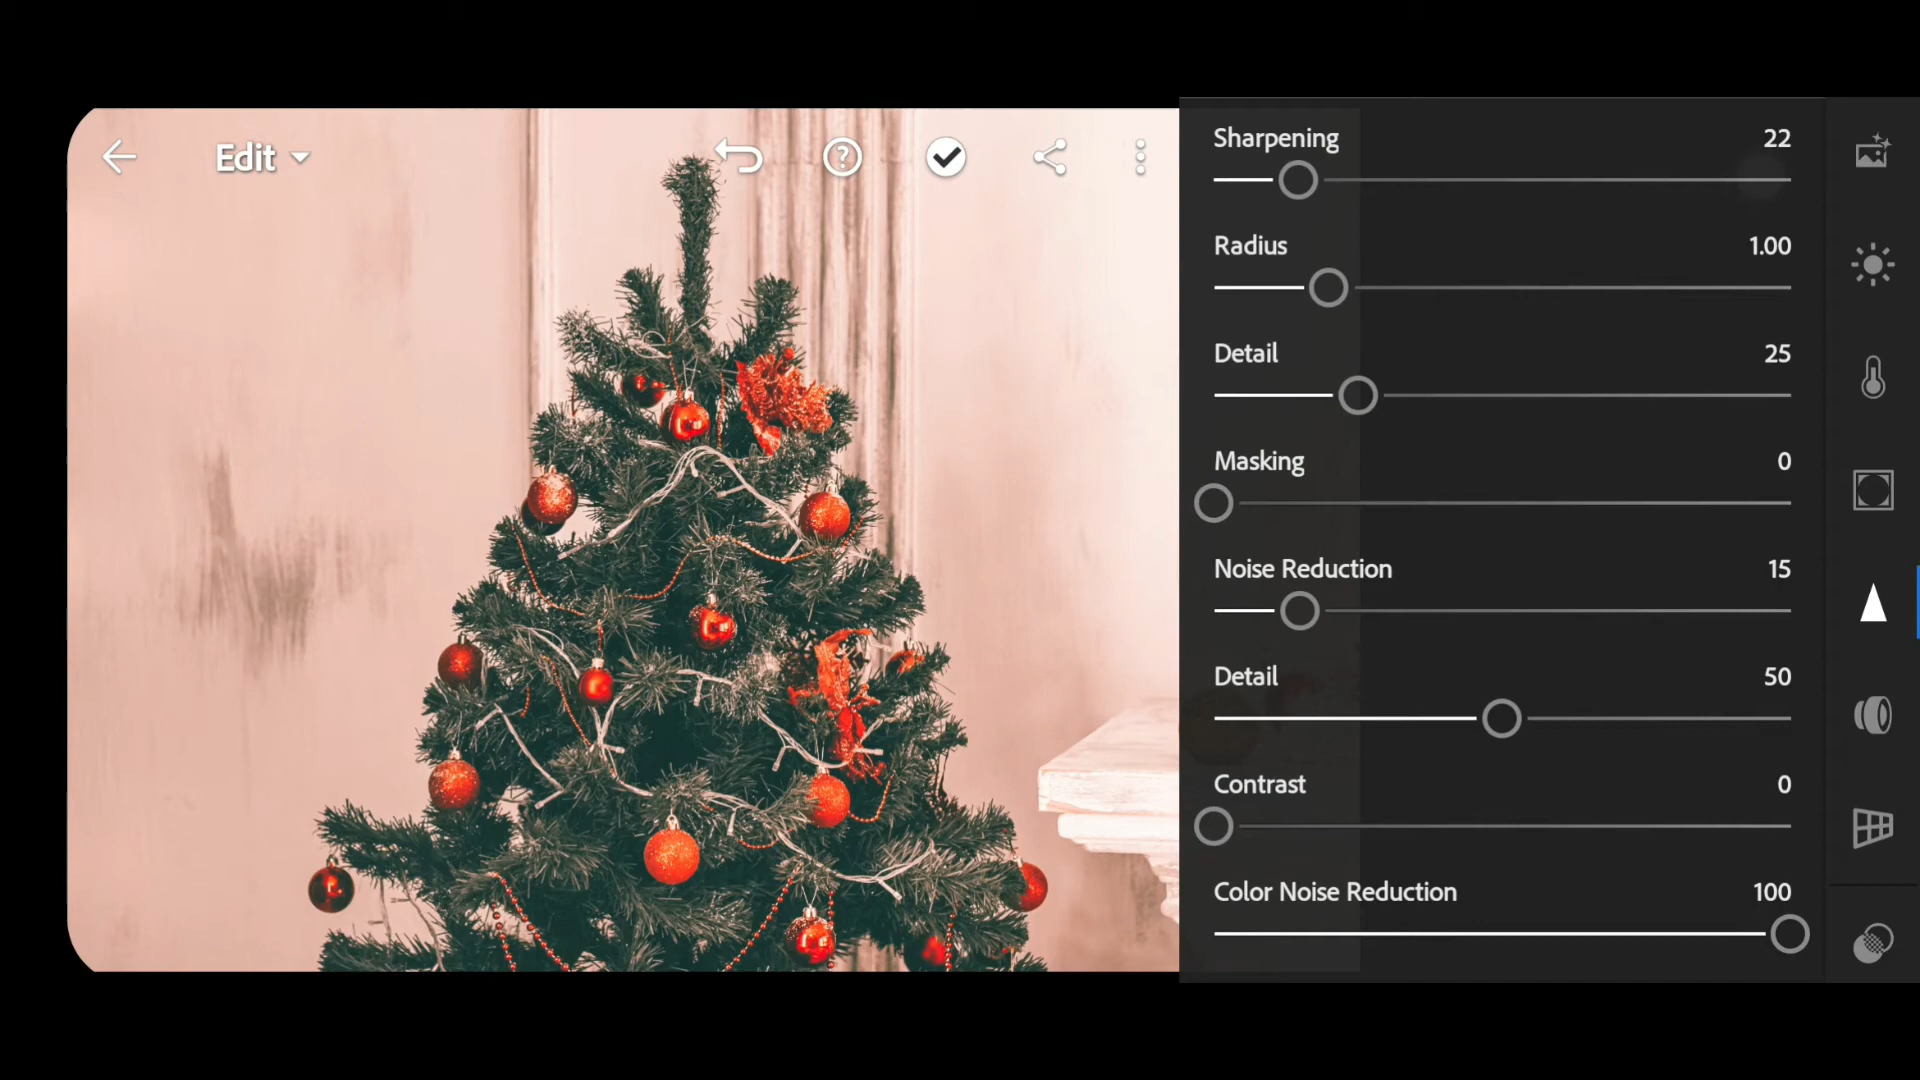 Edit
Sharpening 22
Radius 1.00
Detail 25
Masking 0
Noise Reduction 15
Detail 50
Contrast 0
Color Noise Reduction 100